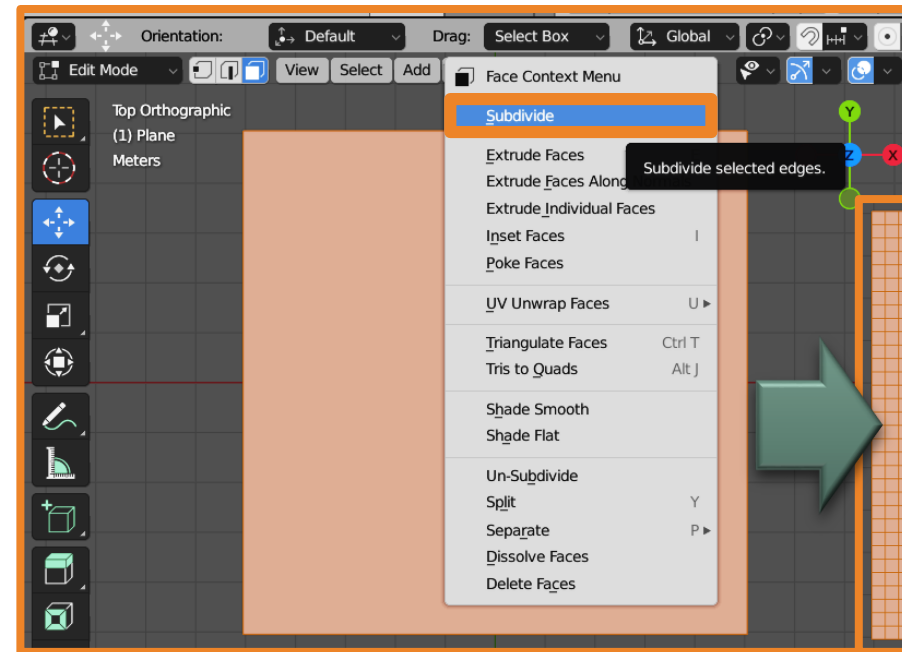 Orientation: Default Drag: Select Box Global
Edit Mode View Select Add
Top Orthographic
(1) Plane
Meters
Face Context Menu
Subdivide
Subdivide selected edges.
Extrude Faces
Extrude Faces Along
Extrude Individual Faces
Inset Faces I
Poke Faces
UV Unwrap Faces U
Triangulate Faces Ctrl T
Tris to Quads Alt J
Shade Smooth
Shade Flat
Un-Subdivide
Split Y
Separate P
Dissolve Faces
Delete Faces
Y
Z
X